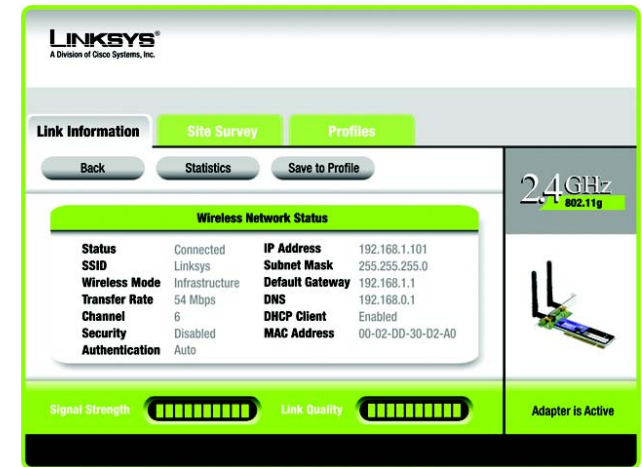 LINKSYS®
A Division of Cisco Systems, Inc.
Link Information Site Survey Profiles
Back Statistics Save to Profile
2.4GHz
802.11g
Wireless Network Status
Status Connected IP Address 192.168.1.101
SSID Linksys Subnet Mask 255.255.255.0
Wireless Mode Infrastructure Default Gateway 192.168.1.1
Transfer Rate 54 Mbps DNS 192.168.0.1
Channel 6 DHCP Client Enabled
Security Disabled MAC Address 00-02-DD-30-D2-A0
Authentication Auto
Signal Strength Link Quality Adapter is Active